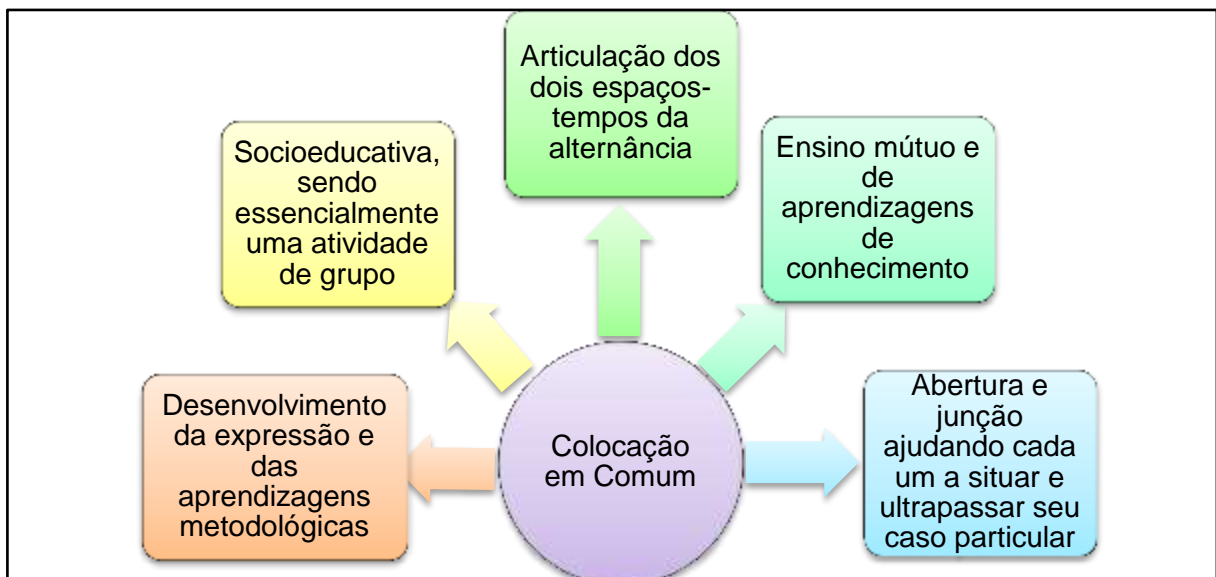 Articulação dos
dois espaços-
tempos da
alternância
Socioeducativa,
sendo
essencialmente
uma atividade
de grupo
Ensino mútuo e
de
aprendizagens
de
conhecimento
Desenvolvimento
da expressão e
das
aprendizagens
metodológicas
Colocação
em Comum
Abertura e
junção
ajudando cada
um a situar e
ultrapassar seu
caso particular